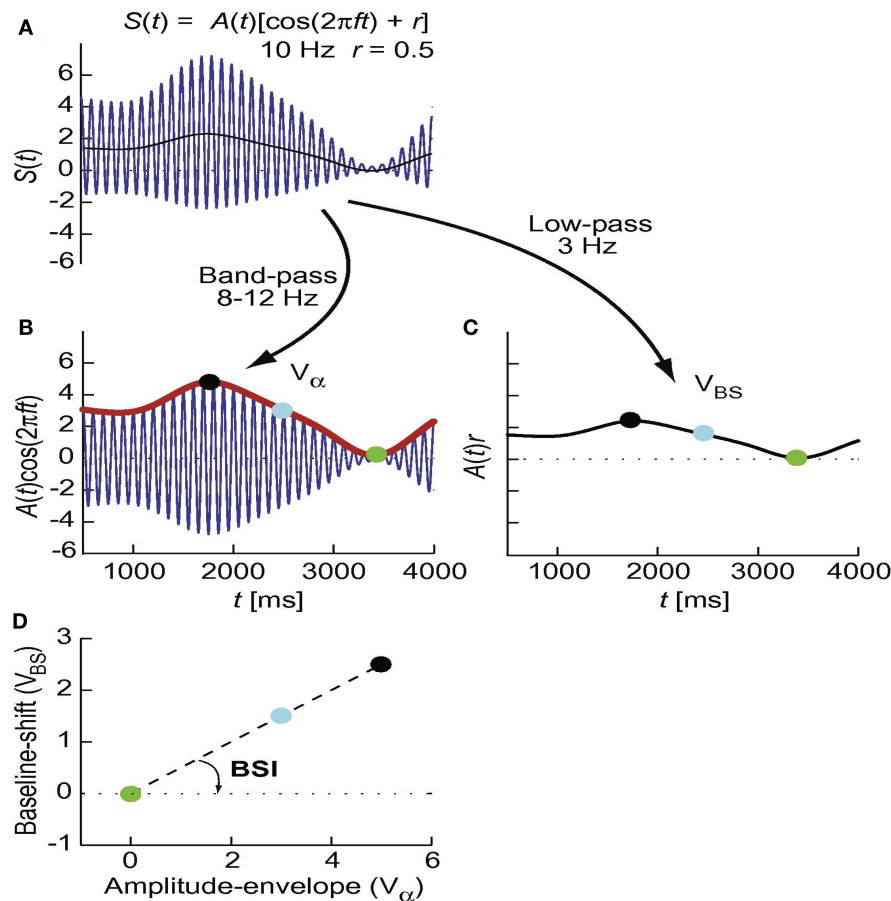 A
S(t) = A(t)[cos(2πft) + r]
10 Hz r = 0.5
6
4
2
0
-2
-4
-6
S(t)
Band-pass
8-12 Hz
Low-pass
3 Hz
B
Vα
6
4
2
0
-2
-4
-6
A(t)cos(2πft)
1000
2000
3000
4000
t [ms]
C
VBS
A(t)r
1000
2000
3000
4000
t [ms]
D
3
2
1
0
-1
Baseline-shift (VBS)
BSI
0
2
4
6
Amplitude-envelope (Vα)